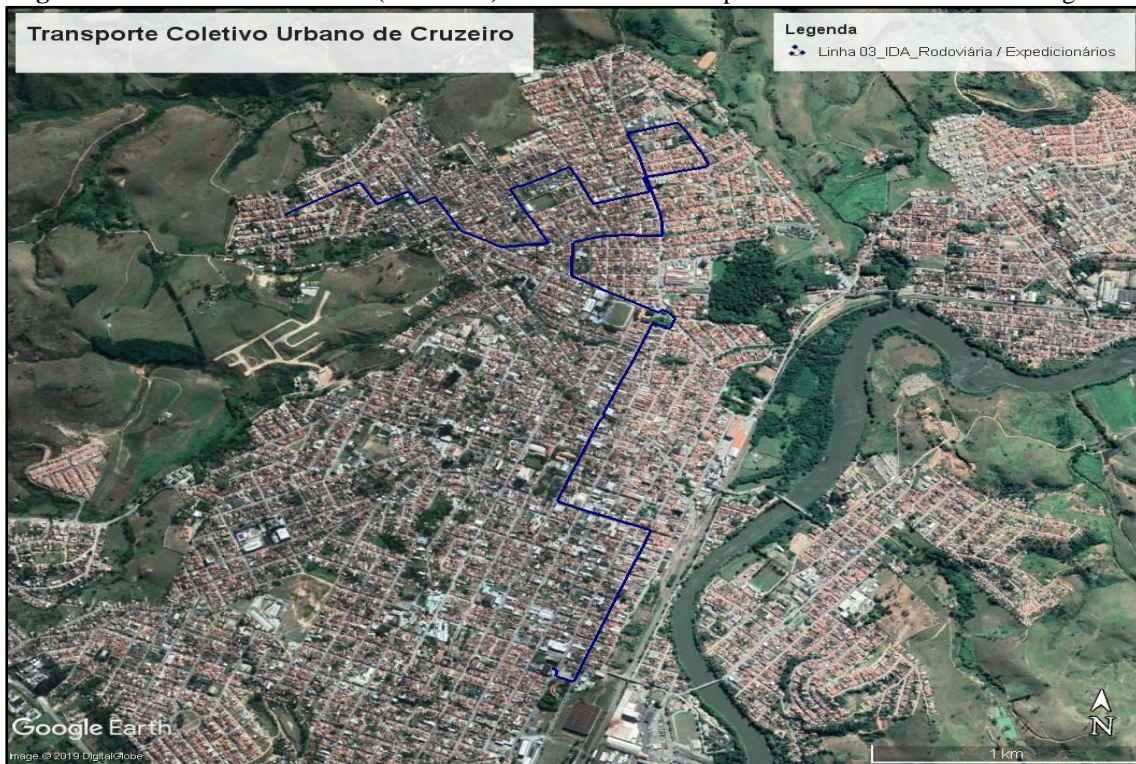 Transporte Coletivo Urbano de Cruzeiro
Legenda
Linha 03_IDA_Rodoviária / Expedicionários
Google Earth
Image © 2019 DigitalGlobe
N
1 km